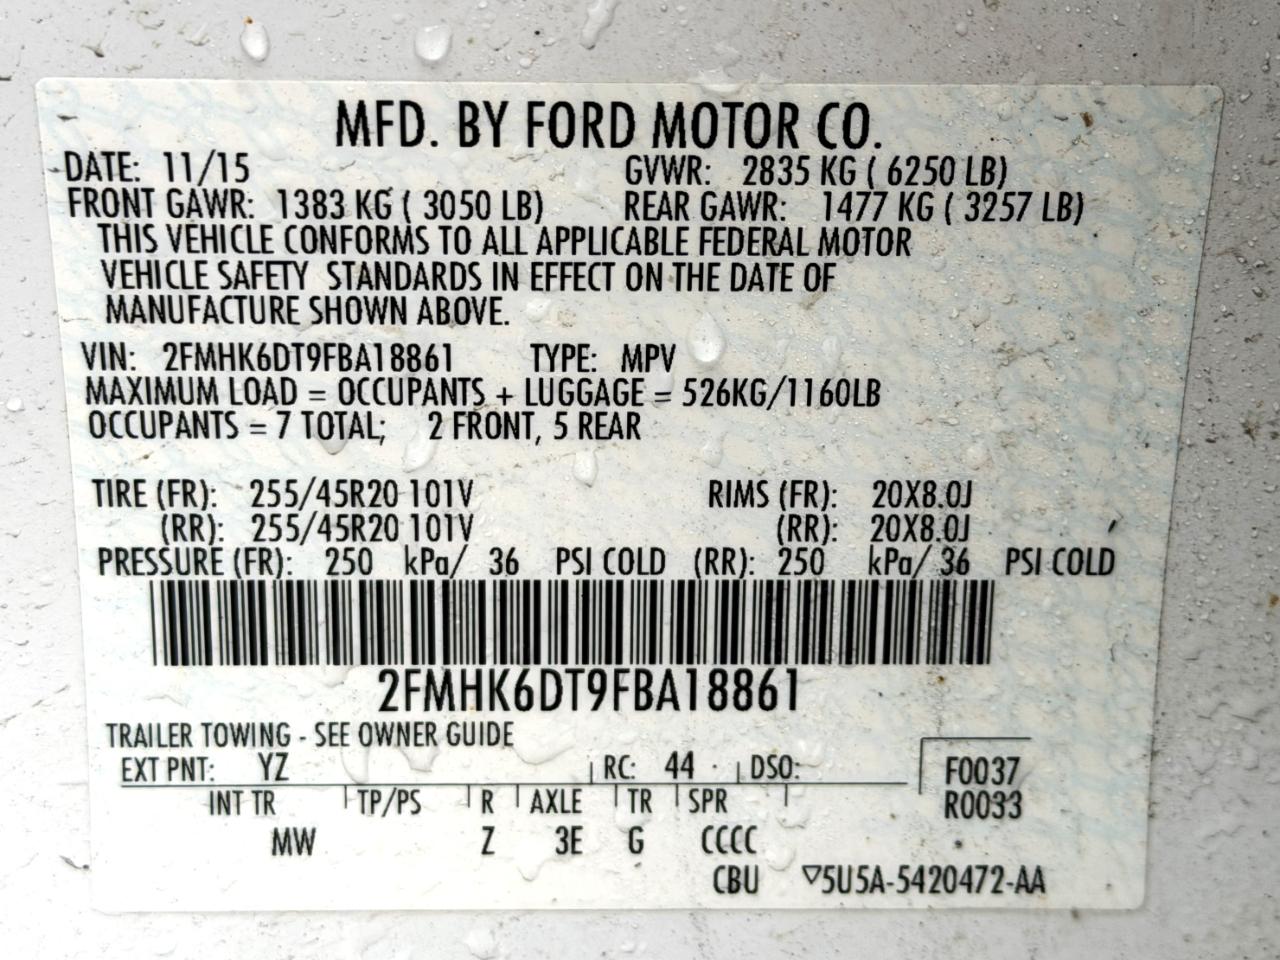 MFD. BY FORD MOTOR CO.
DATE: 11/15 GVWR: 2835 KG ( 6250 LB)
FRONT GAWR: 1383 KG ( 3050 LB) REAR GAWR: 1477 KG ( 3257 LB)
THIS VEHICLE CONFORMS TO ALL APPLICABLE FEDERAL MOTOR
VEHICLE SAFETY STANDARDS IN EFFECT ON THE DATE OF
MANUFACTURE SHOWN ABOVE.
VIN: 2FMHK6DT9FBA18861 TYPE: MPV
MAXIMUM LOAD = OCCUPANTS + LUGGAGE = 526KG/1160LB
OCCUPANTS = 7 TOTAL; 2 FRONT, 5 REAR
TIRE (FR): 255/45R20 101V RIMS (FR): 20X8.0J
(RR): 255/45R20 101V (RR): 20X8.0J
PRESSURE (FR): 250 kPa/ 36 PSI COLD (RR): 250 kPa/ 36 PSI COLD
2FMHK6DT9FBA18861
TRAILER TOWING - SEE OWNER GUIDE
EXT PNT: YZ RC: 44 DSO: F0037
INT TR TP/PS R AXLE TR SPR R0033
MW Z 3E G CCCC
CBU ▽5U5A-5420472-AA